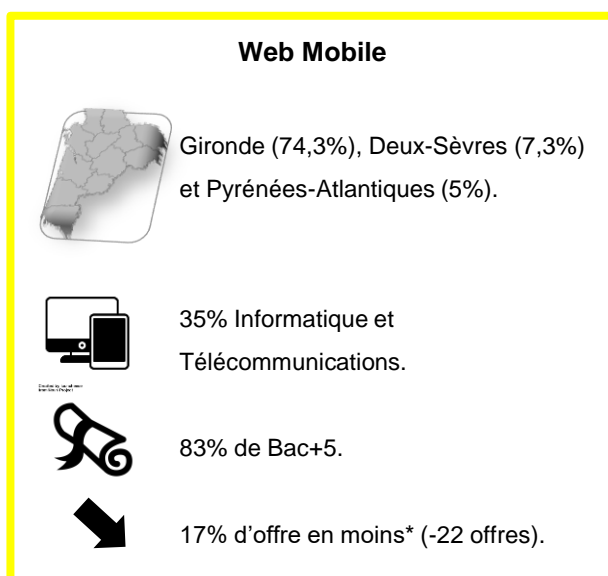 Web Mobile
Gironde (74,3%), Deux-Sèvres (7,3%)
et Pyrénées-Atlantiques (5%).
35% Informatique et
Télécommunications.
83% de Bac+5.
17% d’offre en moins* (-22 offres).